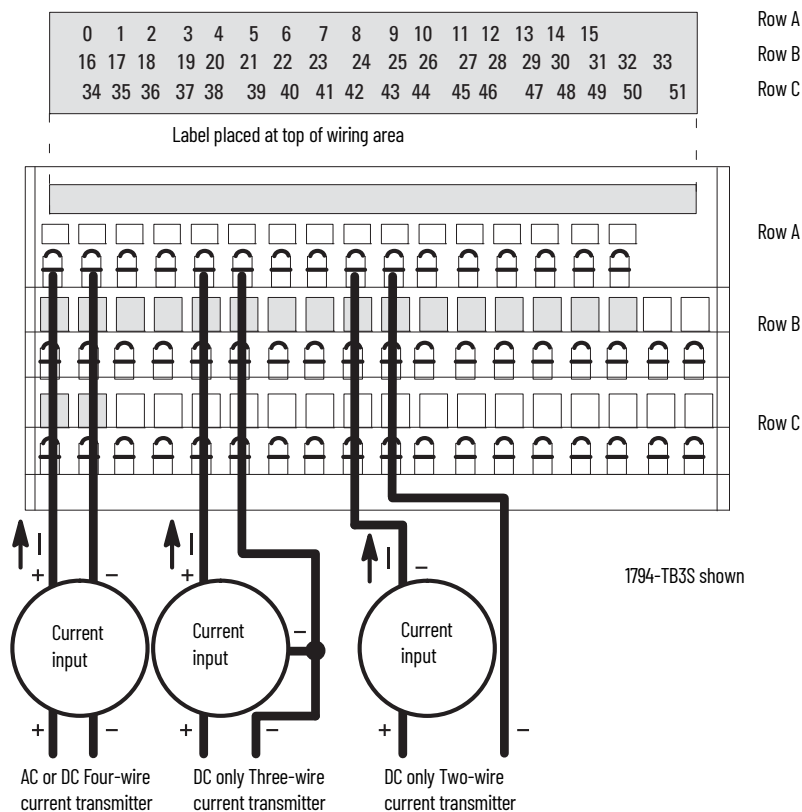 0 1 2 3 4 5 6 7 8 9 10 11 12 13 14 15 Row A
16 17 18 19 20 21 22 23 24 25 26 27 28 29 30 31 32 33 Row B
34 35 36 37 38 39 40 41 42 43 44 45 46 47 48 49 50 51 Row C
Label placed at top of wiring area
Row A
Row B
Row C
I I I
+ − + −
1794-TB3S shown
Current input
Current input −
Current input
+ − + − + −
AC or DC Four-wire current transmitter
DC only Three-wire current transmitter
DC only Two-wire current transmitter